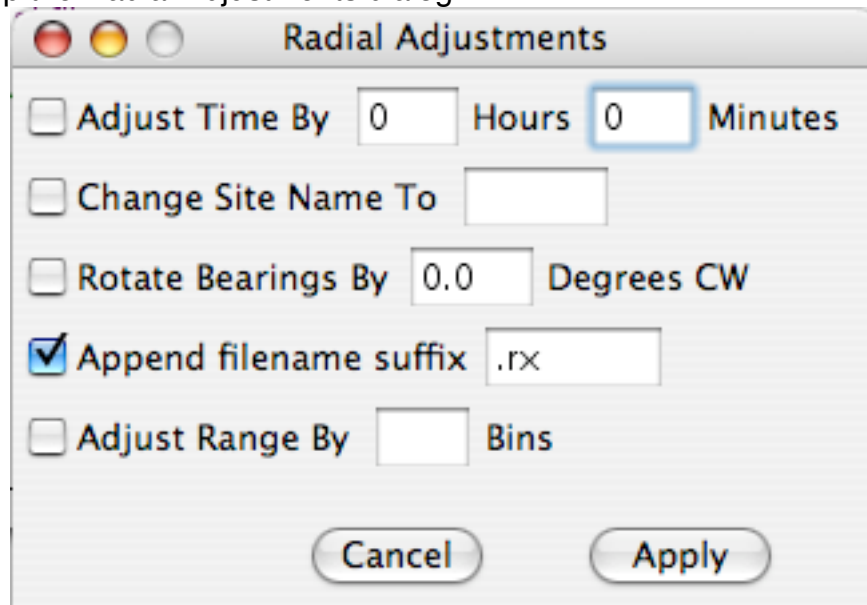 Radial Adjustments
Adjust Time By 0 Hours 0 Minutes
Change Site Name To
Rotate Bearings By 0.0 Degrees CW
Append filename suffix .rx
Adjust Range By Bins
Cancel Apply